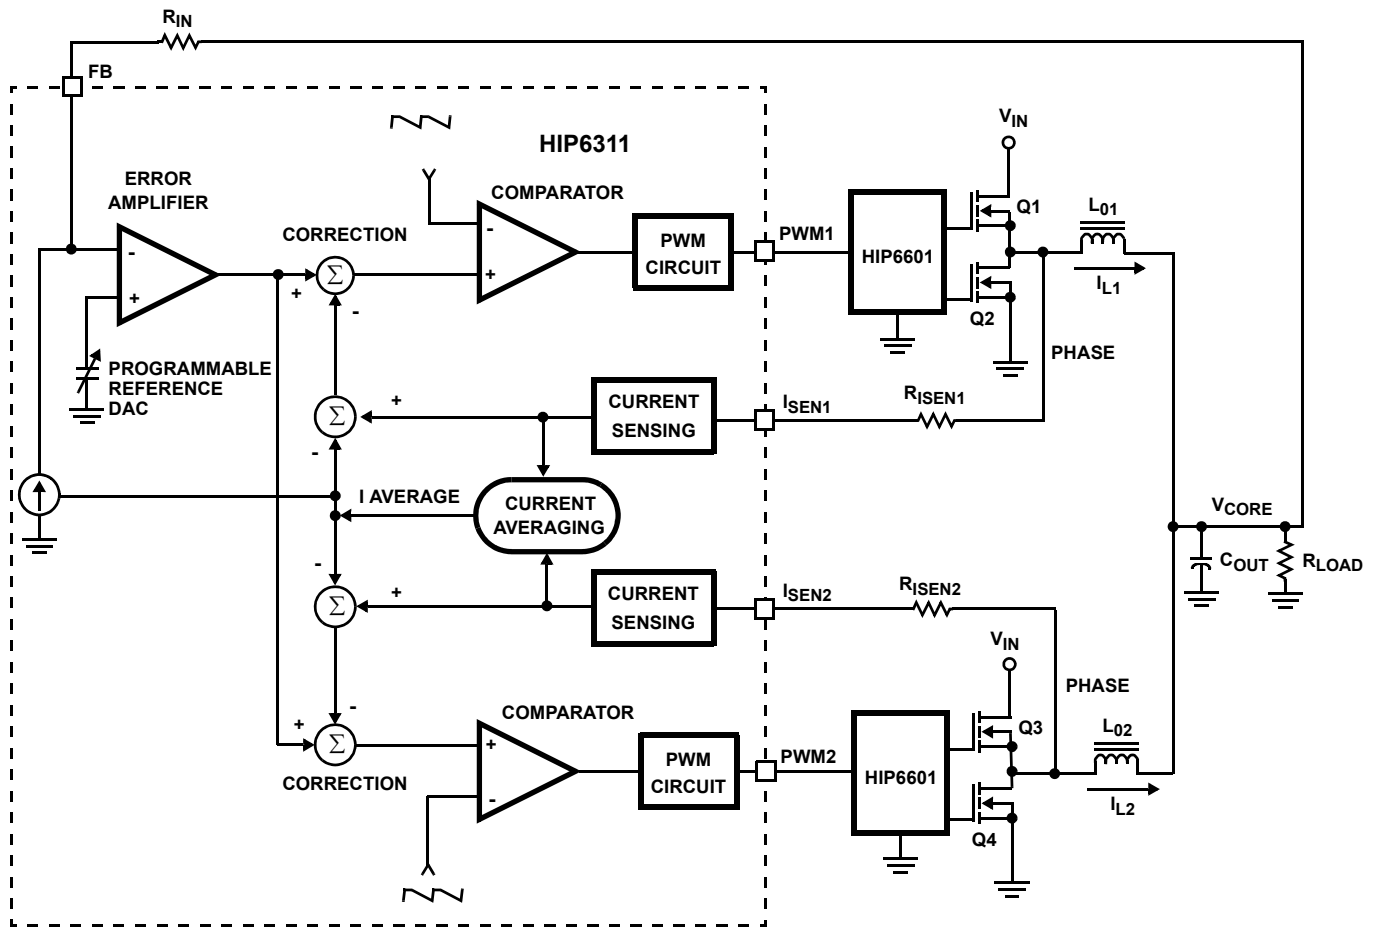 RIN
FB
HIP6311
VIN
ERROR
AMPLIFIER
COMPARATOR
CORRECTION
-
+
+
Σ
-
-
+
PWM
CIRCUIT
PWM1
HIP6601
Q1
Q2
L01
IL1
PHASE
PROGRAMMABLE
REFERENCE
DAC
Σ
+
-
CURRENT
SENSING
ISEN1
RISEN1
I AVERAGE
CURRENT
AVERAGING
VCORE
COUT
RLOAD
-
Σ
+
CURRENT
SENSING
ISEN2
RISEN2
VIN
PHASE
-
+
Σ
CORRECTION
COMPARATOR
+
-
PWM
CIRCUIT
PWM2
HIP6601
Q3
Q4
L02
IL2